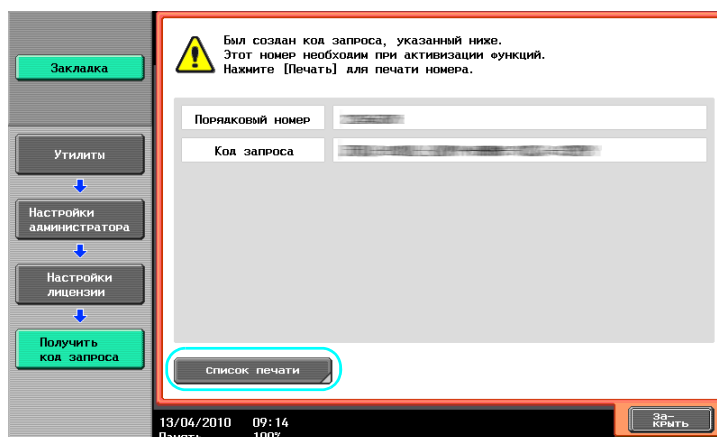 Был создан код запроса, указанный ниже.
Этот номер необходим при активизации функций.
Нажмите [Печать] для печати номера.
Закладка
Порядковый номер
Код запроса
Утилиты
Настройки
администратора
Настройки
лицензии
Получить
код запроса
Список печати
За-
крыть
13/04/2010 09:14
Память 100%